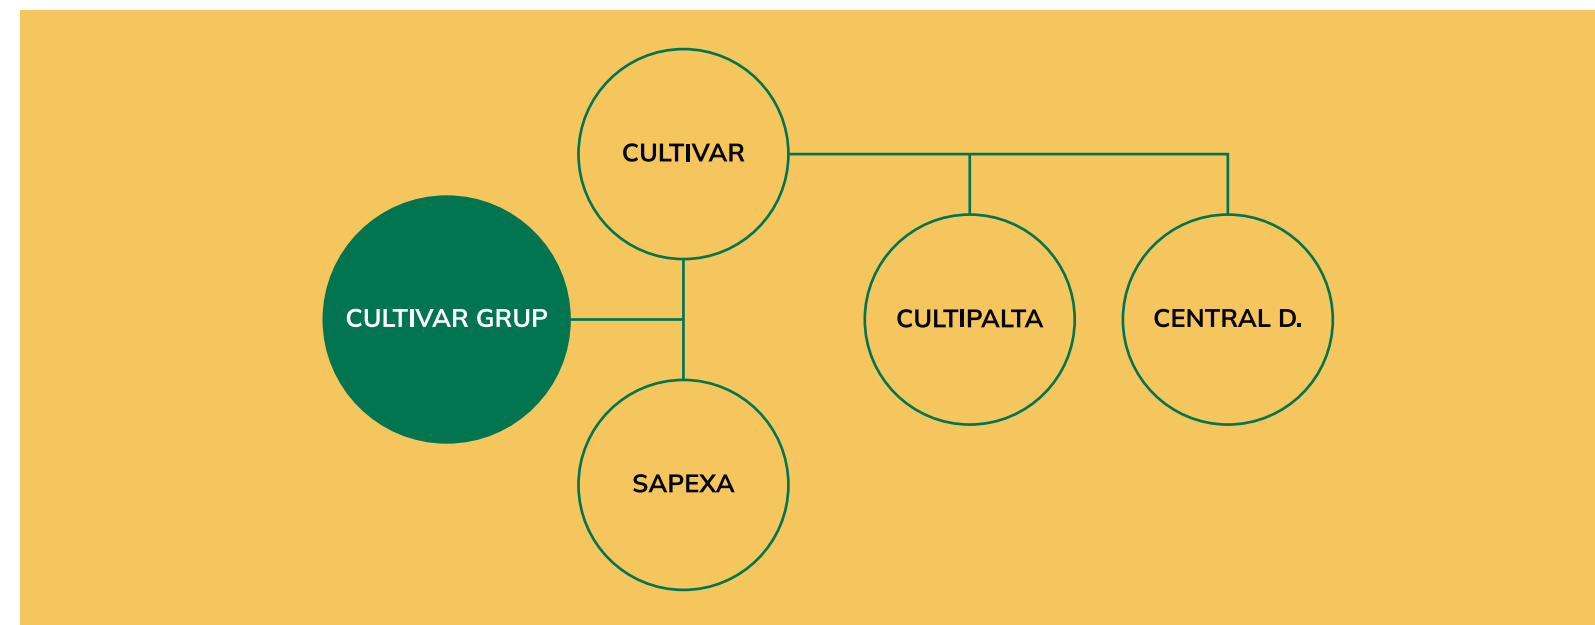 CULTIVAR
CULTIVAR GRUP
CULTIPALTA
CENTRAL D.
SAPEXA